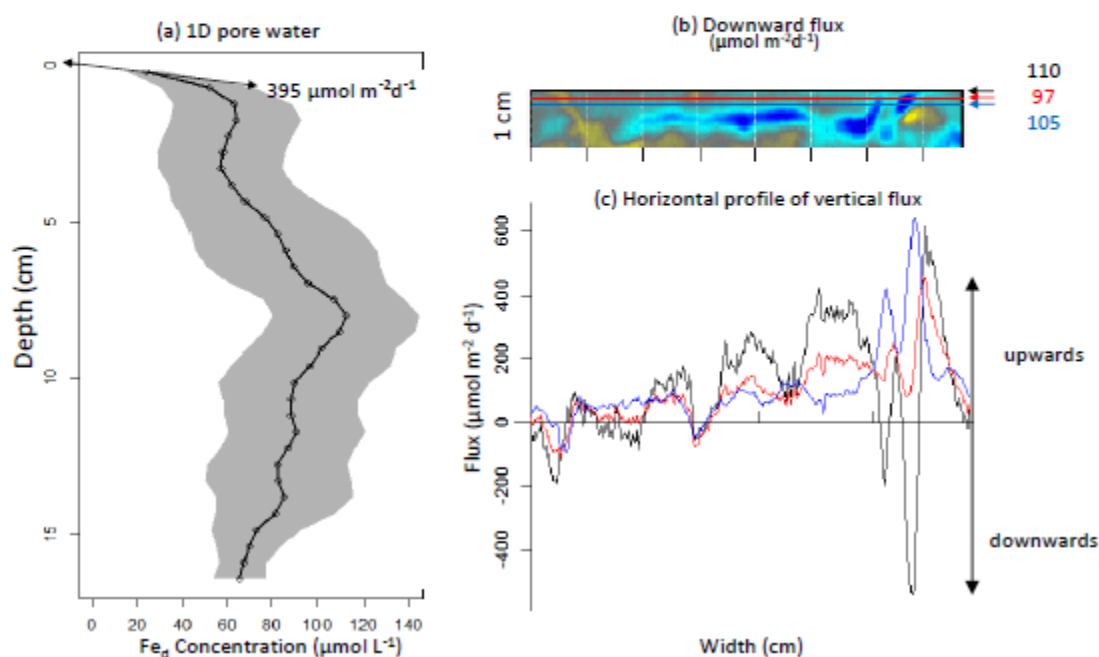 (a) 1D pore water
0
395 µmol m⁻²d⁻¹
5
10
15
Depth (cm)
0 20 40 60 80 100 120 140
Fe_d Concentration (µmol L⁻¹)
(b) Downward flux
(µmol m⁻²d⁻¹)
1 cm
110
97
105
(c) Horizontal profile of vertical flux
600
400
200
0
-200
-400
Flux (µmol m⁻² d⁻¹)
upwards
downwards
Width (cm)